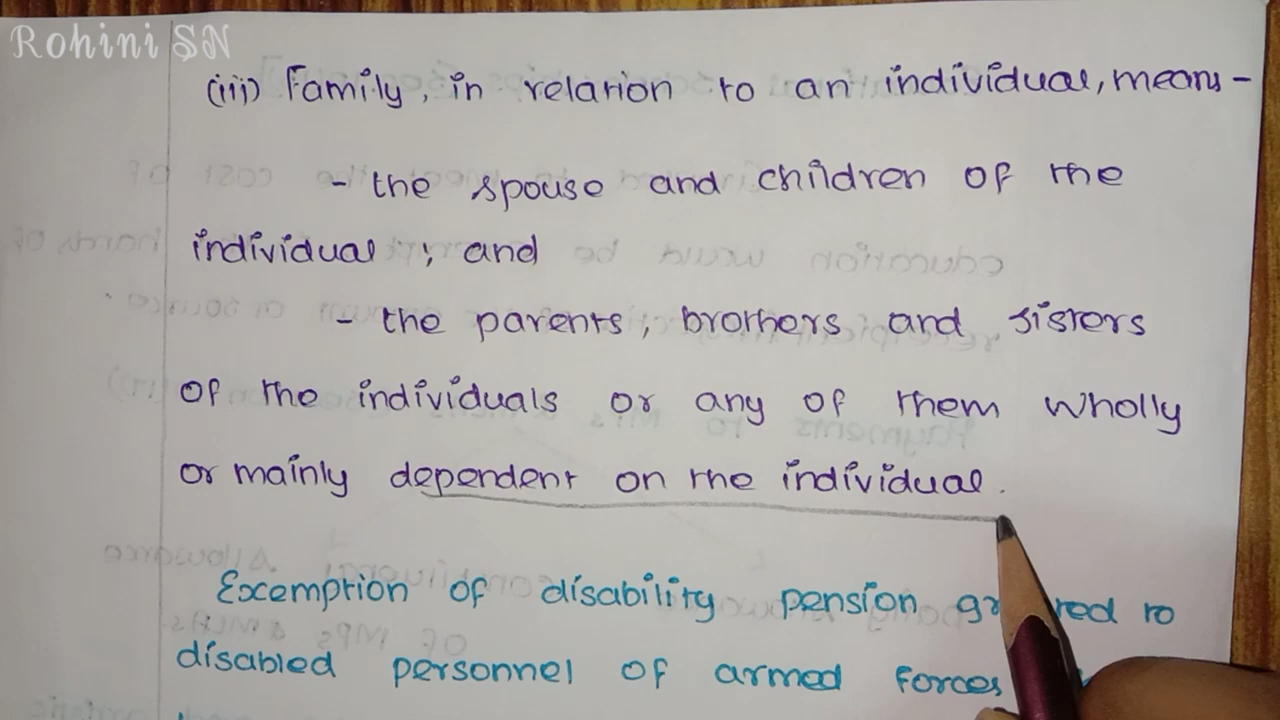 Rohini SN
(iii) Family, in relation to an individual, means -
- the spouse and children of the
individual ; and
- the parents, brothers and sisters
of the individuals or any of them wholly
or mainly dependent on the individual.
Excemption of disability pension to
disabled personnel of armed forces